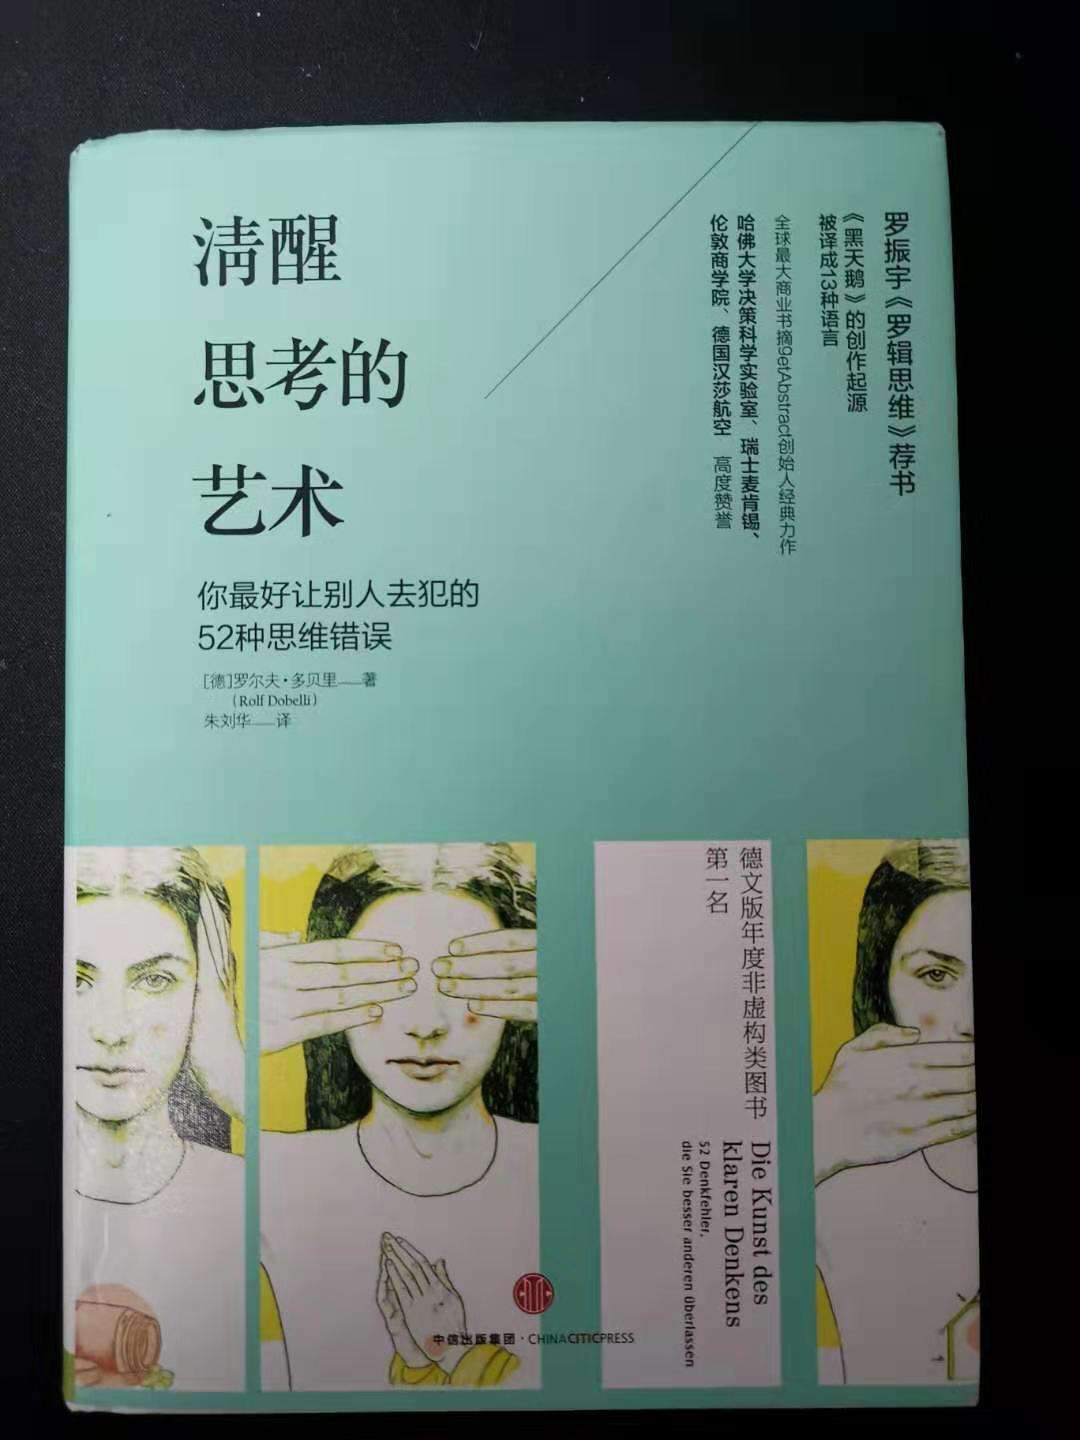 清醒
思考的
艺术
你最好让别人去犯的
52种思维错误
[德]罗尔夫·多贝里——著
(Rolf Dobelli)
朱刘华——译
罗振宇《罗辑思维》荐书
《黑天鹅》的创作起源
被译成13种语言
全球最大商业书摘getAbstract创始人经典力作
哈佛大学决策科学实验室、瑞士麦肯锡、
伦敦商学院、德国汉莎航空 高度赞誉
德文版年度非虚构类图书
第一名
Die Kunst des
klaren Denkens
52 Denkfehler,
die Sie besser anderen überlassen
中信出版集团·CHINACITICPRESS